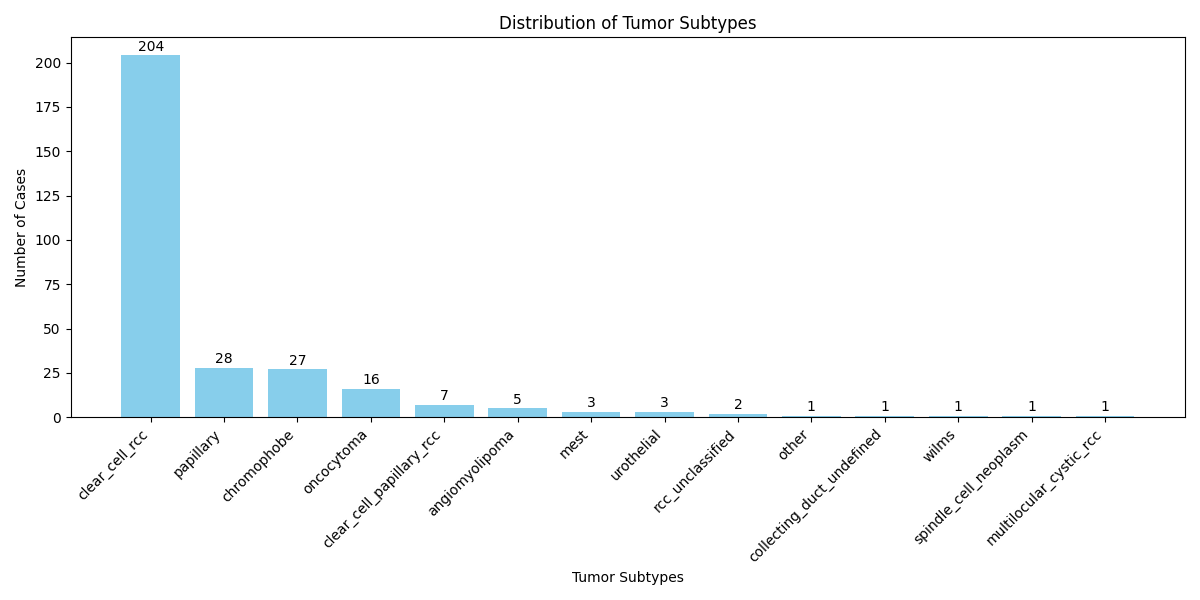 Distribution of Tumor Subtypes
Number of Cases
200
175
150
125
100
75
50
25
0
204
28
27
16
7
5
3
3
2
1
1
1
1
1
clear_cell_rcc
papillary
chromophobe
oncocytoma
clear_cell_papillary_rcc
angiomyolipoma
mest
urothelial
rcc_unclassified
other
collecting_duct_undefined
wilms
spindle_cell_neoplasm
multilocular_cystic_rcc
Tumor Subtypes